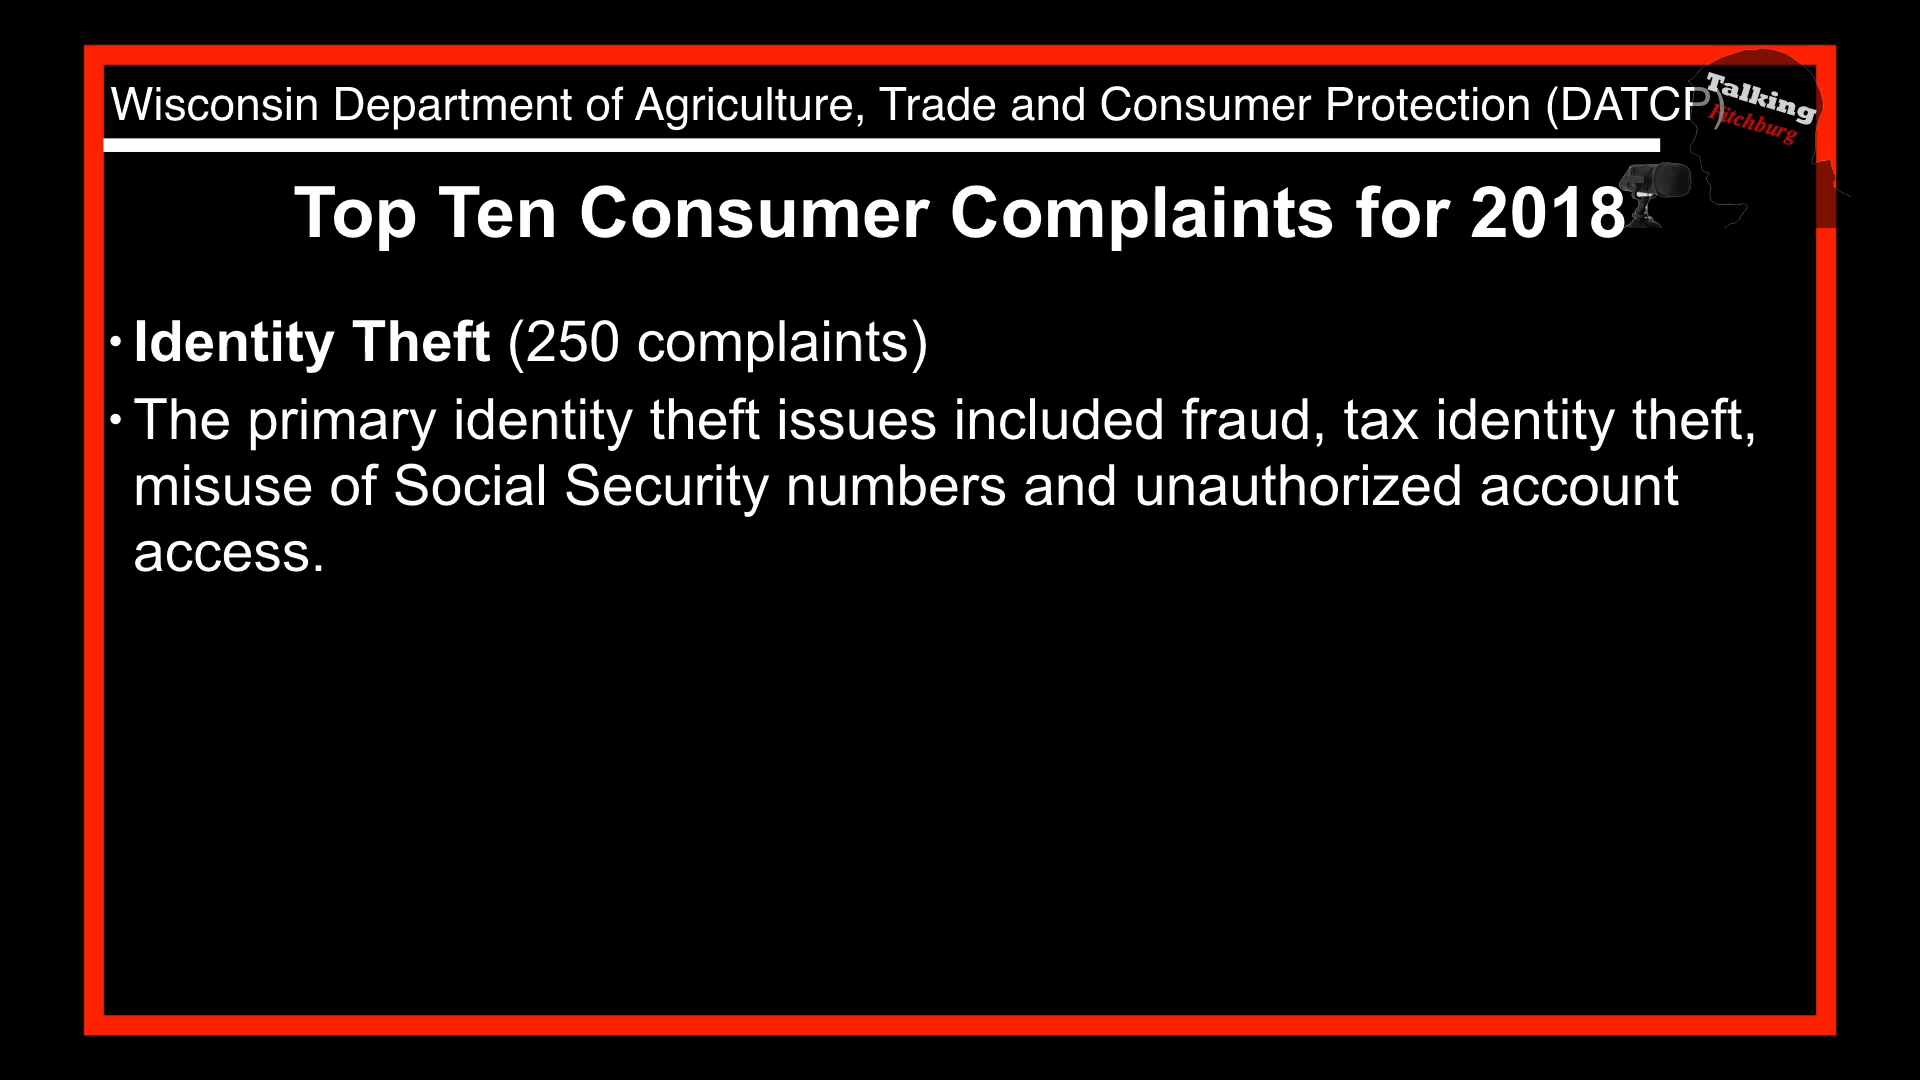 Wisconsin Department of Agriculture, Trade and Consumer Protection (DATCP)
Talking
Fitchburg
Top Ten Consumer Complaints for 2018
• Identity Theft (250 complaints)
• The primary identity theft issues included fraud, tax identity theft,
misuse of Social Security numbers and unauthorized account
access.